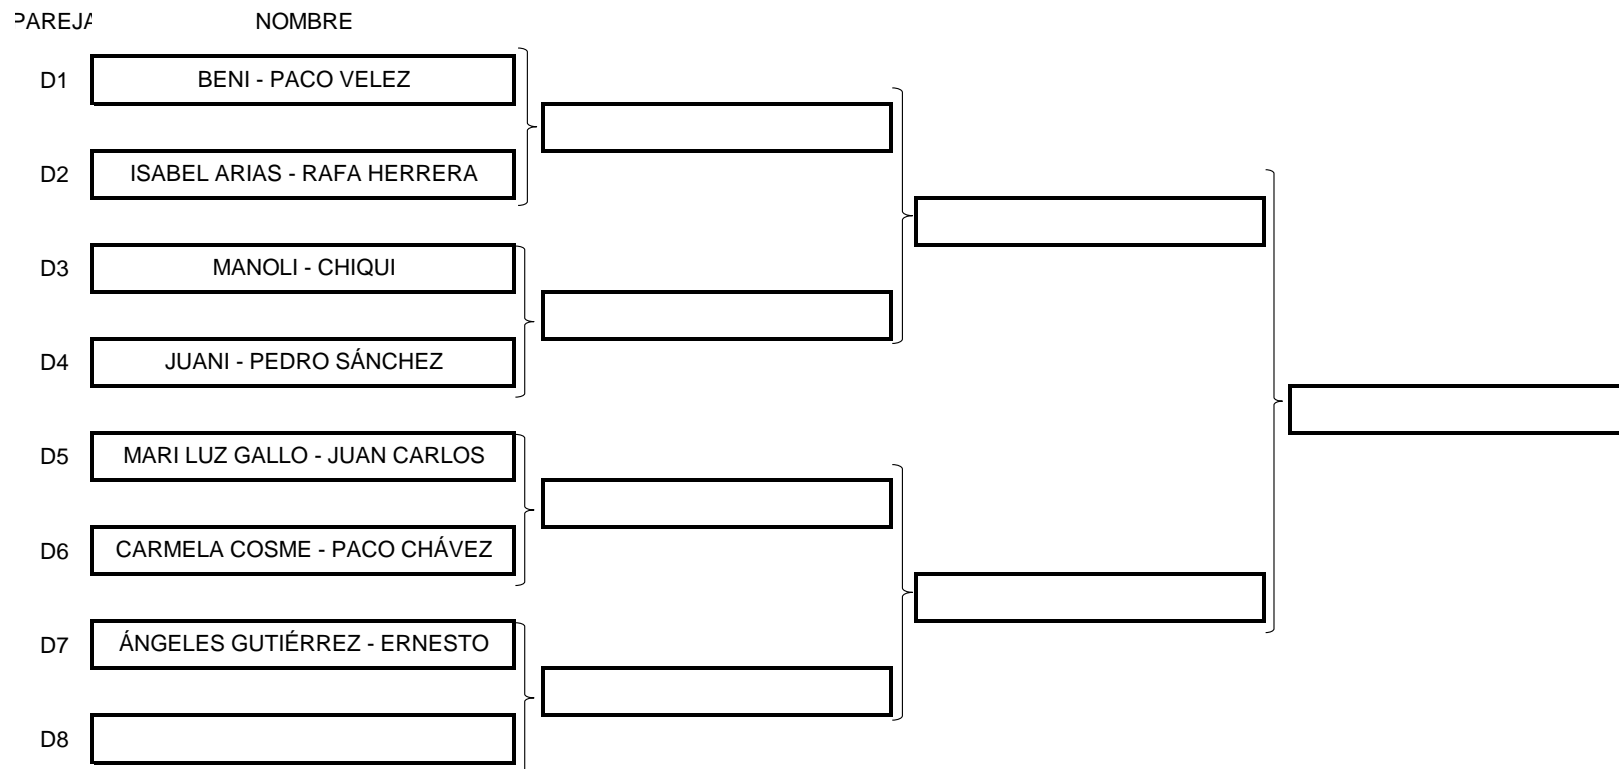 PAREJA NOMBRE
D1 BENI - PACO VELEZ
D2 ISABEL ARIAS - RAFA HERRERA
D3 MANOLI - CHIQUI
D4 JUANI - PEDRO SÁNCHEZ
D5 MARI LUZ GALLO - JUAN CARLOS
D6 CARMELA COSME - PACO CHÁVEZ
D7 ÁNGELES GUTIÉRREZ - ERNESTO
D8